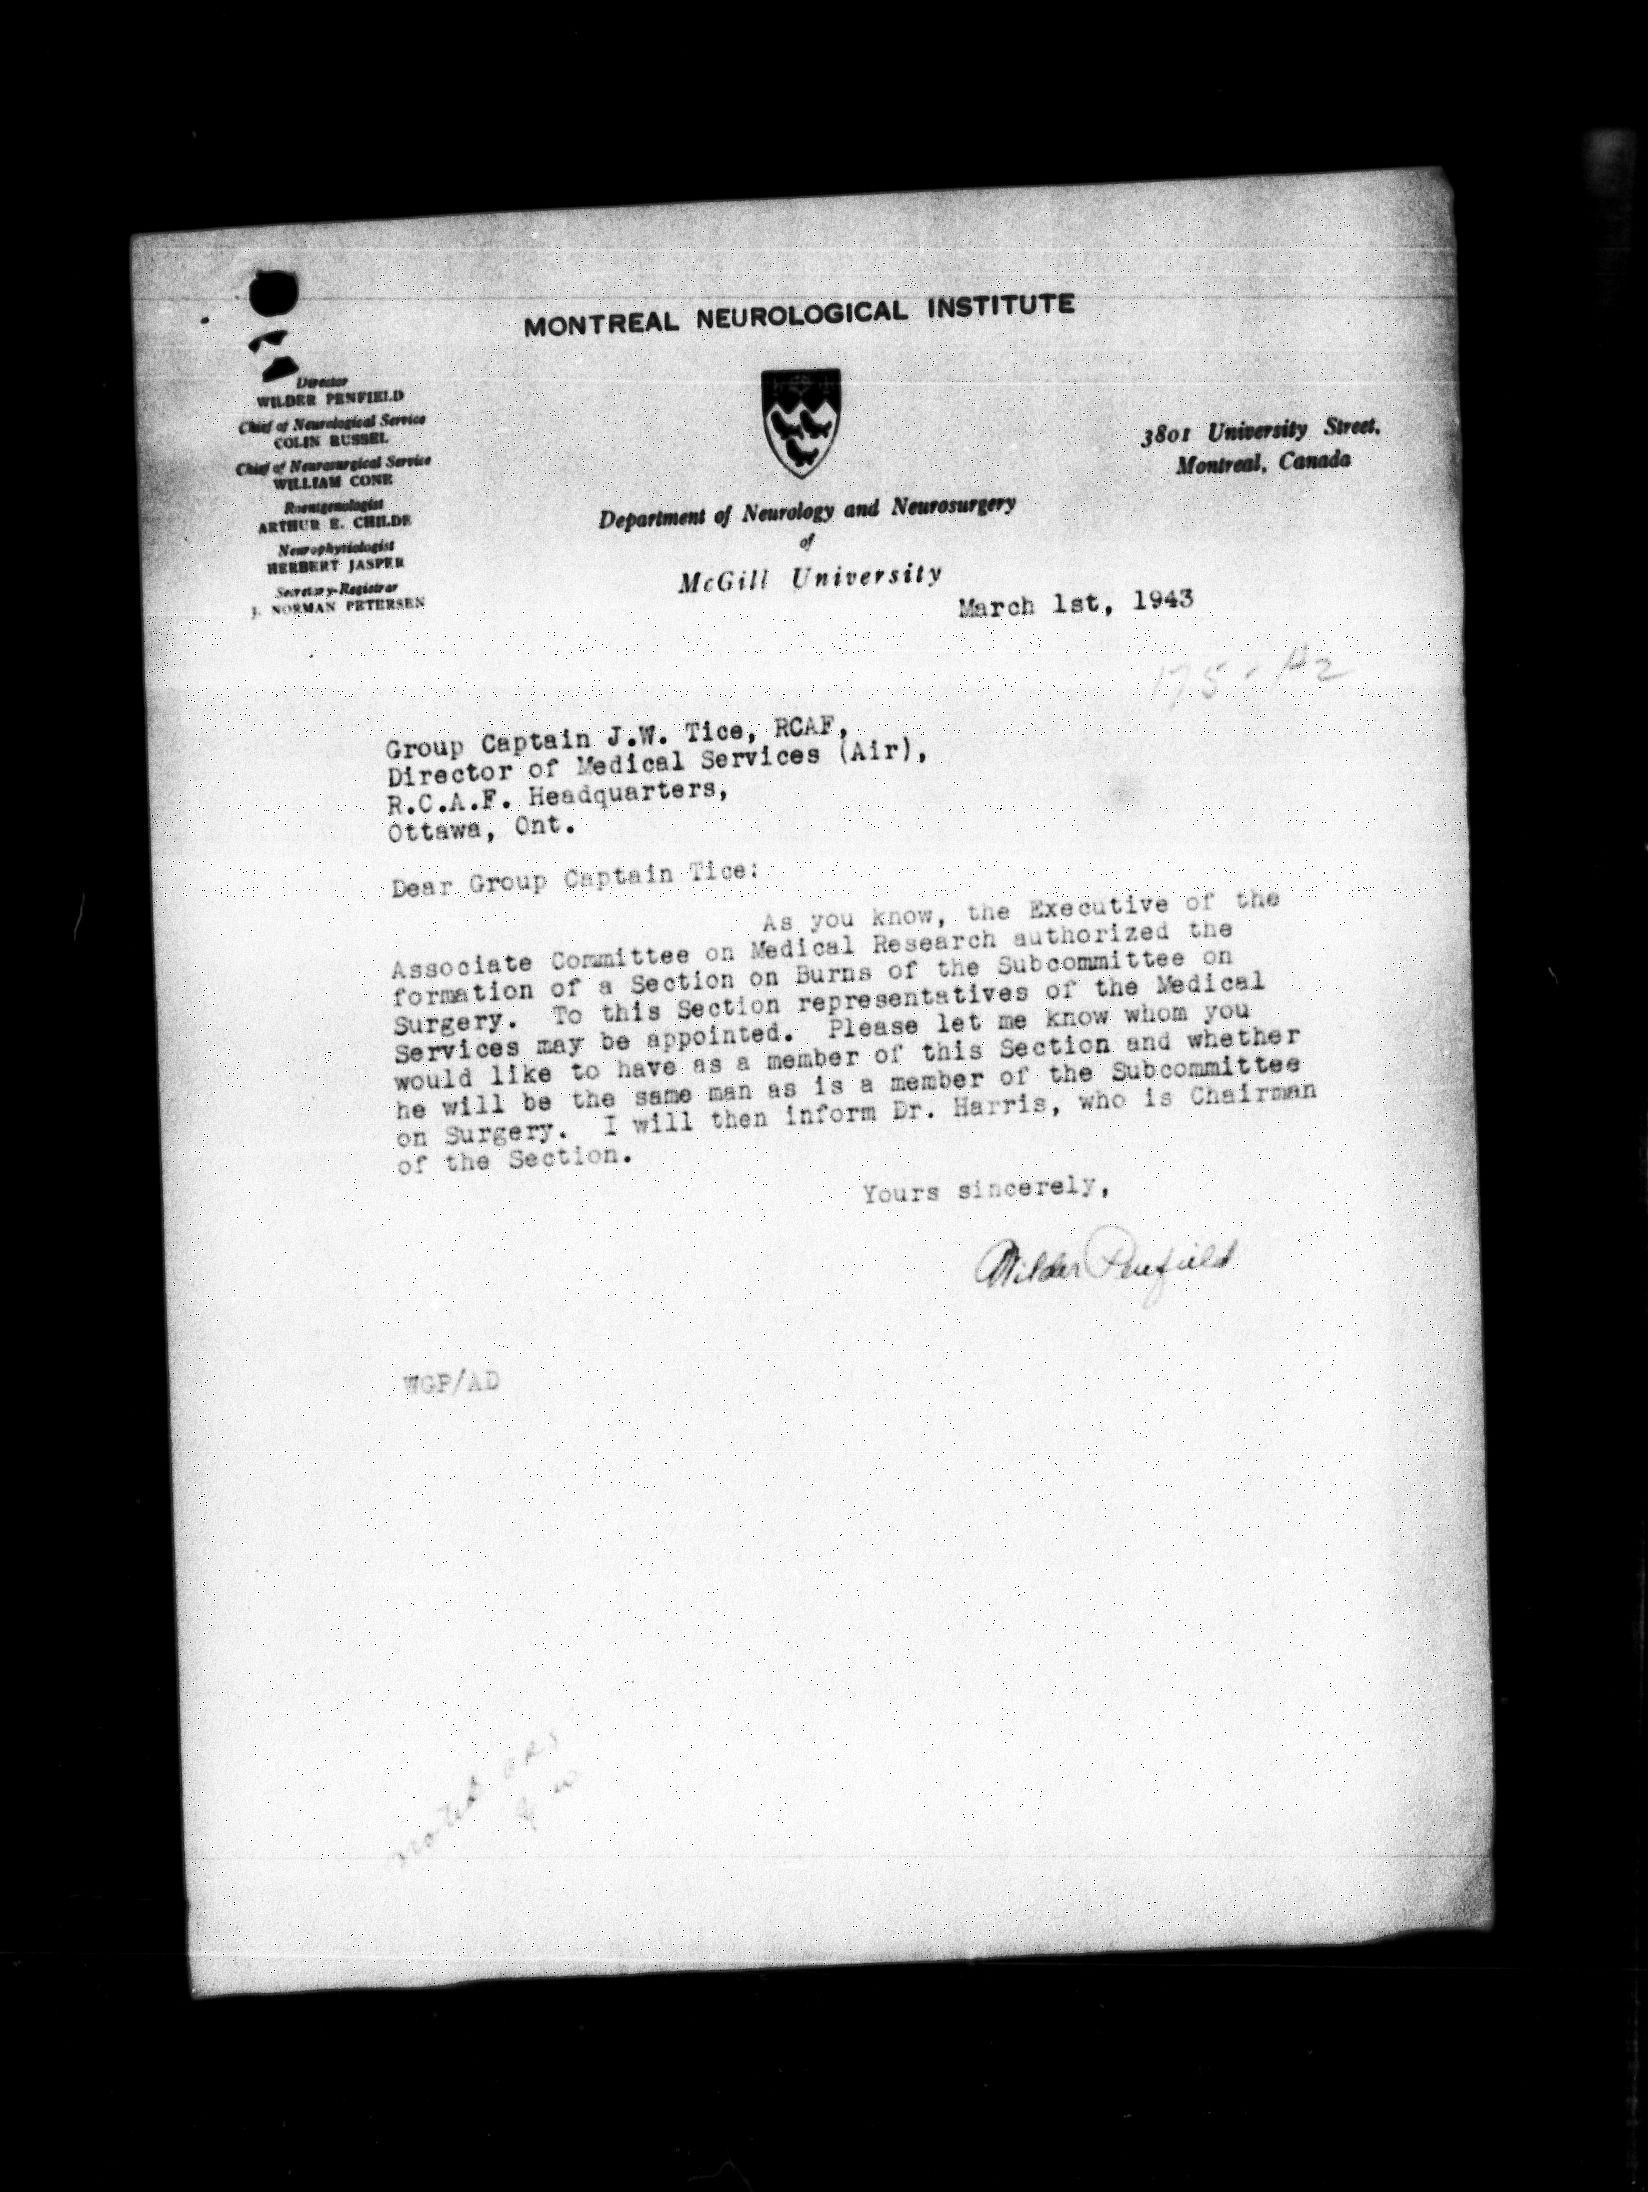 MONTREAL NEUROLOGICAL INSTITUTE
Director
WILDER PENFIELD
Chief of Neurological Service
COLIN RUSSEL
Chief of Neurosurgical Service
WILLIAM CONE
Roentgenologist
ARTHUR E. CHILDE
Neurophysiologist
HERBERT JASPER
Secretary-Registrar
J. NORMAN PETERSEN
3801 University Street,
Montreal, Canada
Department of Neurology and Neurosurgery
of
McGill University
March 1st, 1943
Group Captain J.W. Tice, RCAF,
Director of Medical Services (Air),
R.C.A.F. Headquarters,
Ottawa, Ont.
Dear Group Captain Tice:
As you know, the Executive of the
Associate Committee on Medical Research authorized the
formation of a Section on Burns of the Subcommittee on
Surgery. To this Section representatives of the Medical
Services may be appointed. Please let me know whom you
would like to have as a member of this Section and whether
he will be the same man as is a member of the Subcommittee
on Surgery. I will then inform Dr. Harris, who is Chairman
of the Section.
Yours sincerely,
Wilder Penfield
WGP/AD
noted